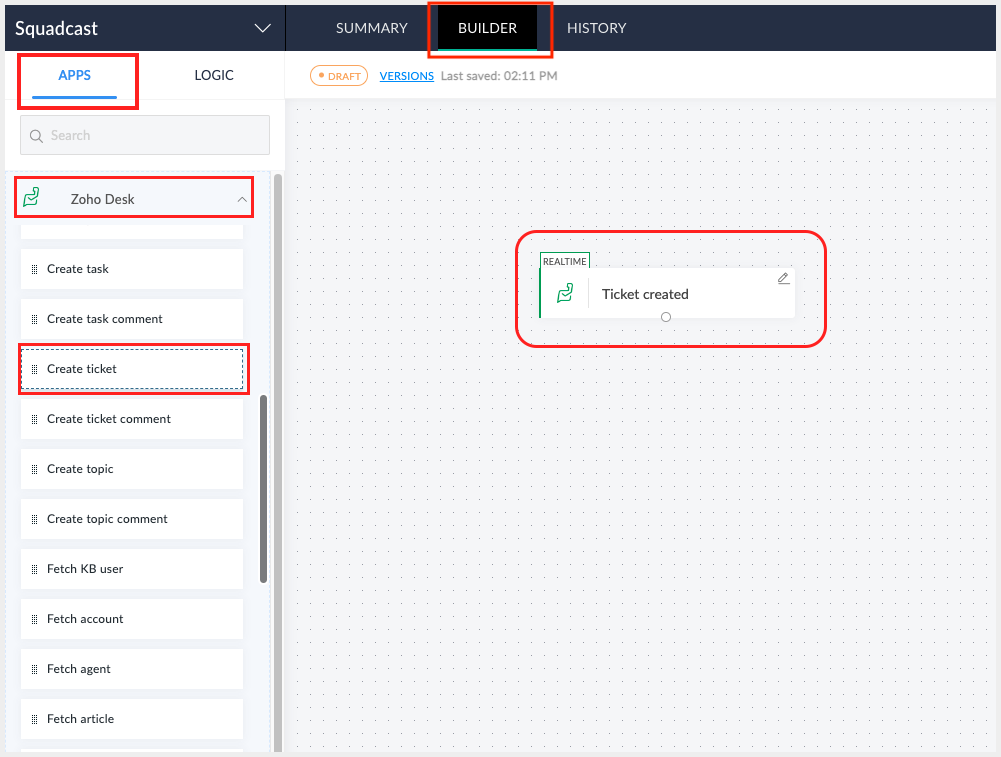 Squadcast
SUMMARY
BUILDER
HISTORY
APPS
LOGIC
DRAFT
VERSIONS
Last saved: 02:11 PM
Search
Zoho Desk
Create task
Create task comment
Create ticket
Create ticket comment
Create topic
Create topic comment
Fetch KB user
Fetch account
Fetch agent
Fetch article
REALTIME
Ticket created